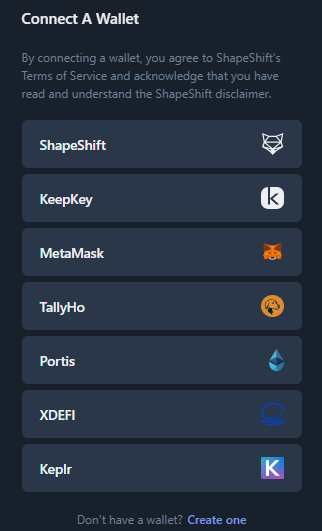 Connect A Wallet
By connecting a wallet, you agree to ShapeShift's
Terms of Service and acknowledge that you have
read and understand the ShapeShift disclaimer.
ShapeShift
KeepKey
MetaMask
TallyHo
Portis
XDEFI
Keplr
Don't have a wallet? Create one